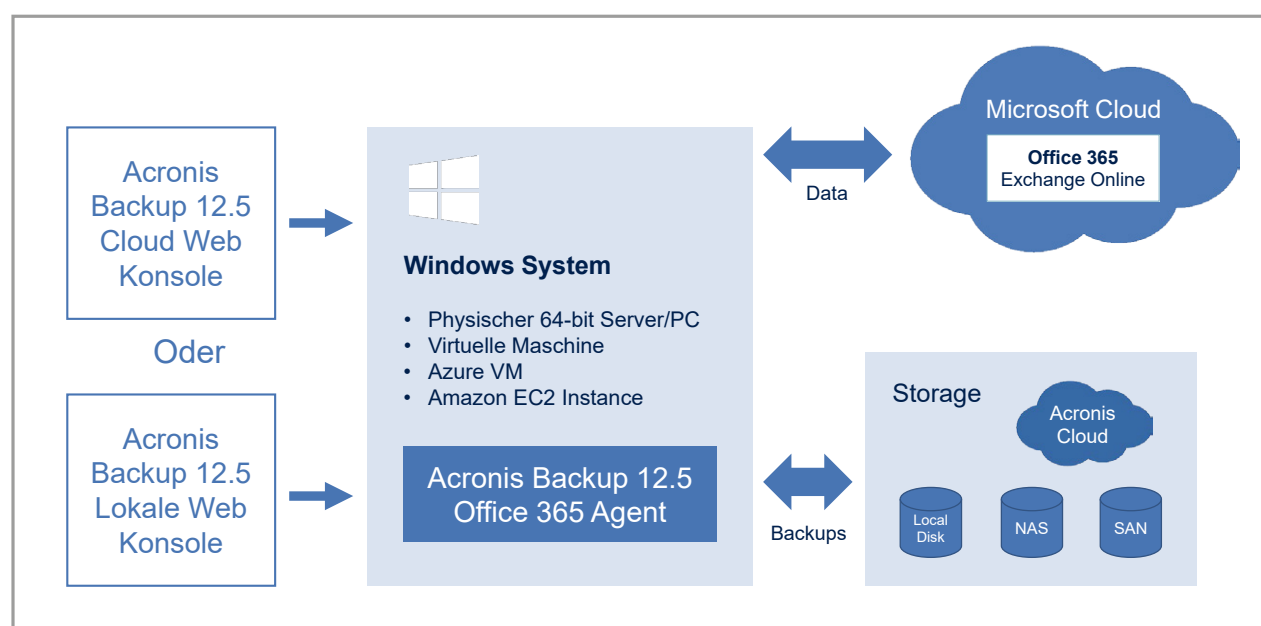 Acronis
Backup 12.5
Cloud Web
Konsole
Oder
Acronis
Backup 12.5
Lokale Web
Konsole
Windows System
• Physischer 64-bit Server/PC
• Virtuelle Maschine
• Azure VM
• Amazon EC2 Instance
Acronis Backup 12.5
Office 365 Agent
Data
Microsoft Cloud
Office 365
Exchange Online
Backups
Storage
Acronis
Cloud
Local
Disk
NAS
SAN